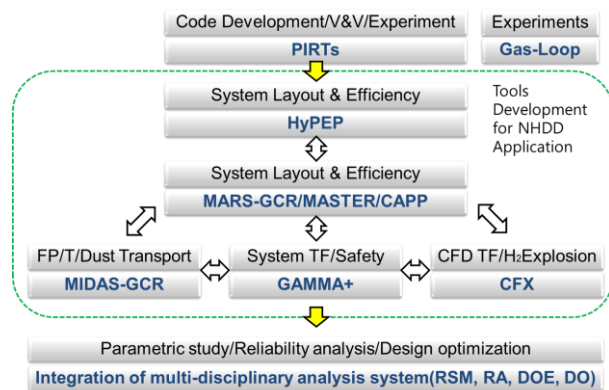 Code Development/V&V/Experiment
Experiments
PIRTs
Gas-Loop
System Layout & Efficiency
HyPEP
Tools
Development
for NHDD
Application
System Layout & Efficiency
MARS-GCR/MASTER/CAPP
FP/T/Dust Transport
System TF/Safety
CFD TF/H₂Explosion
MIDAS-GCR
GAMMA+
CFX
Parametric study/Reliability analysis/Design optimization
Integration of multi-disciplinary analysis system(RSM, RA, DOE, DO)